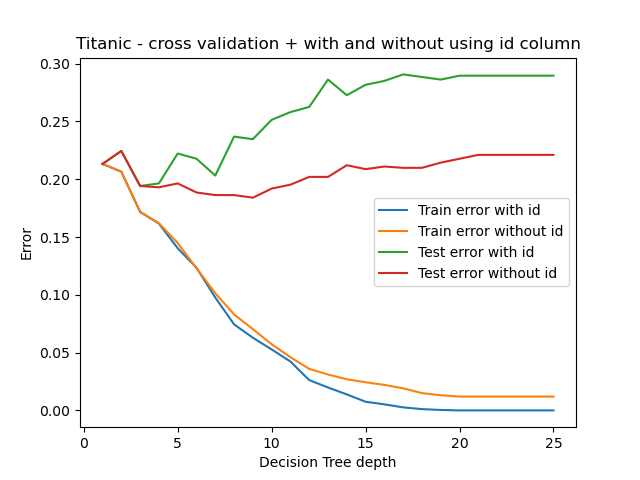 Titanic - cross validation + with and without using id column
0.30
0.25
0.20
0.15
0.10
0.05
0.00
Error
Train error with id
Train error without id
Test error with id
Test error without id
0 5 10 15 20 25
Decision Tree depth